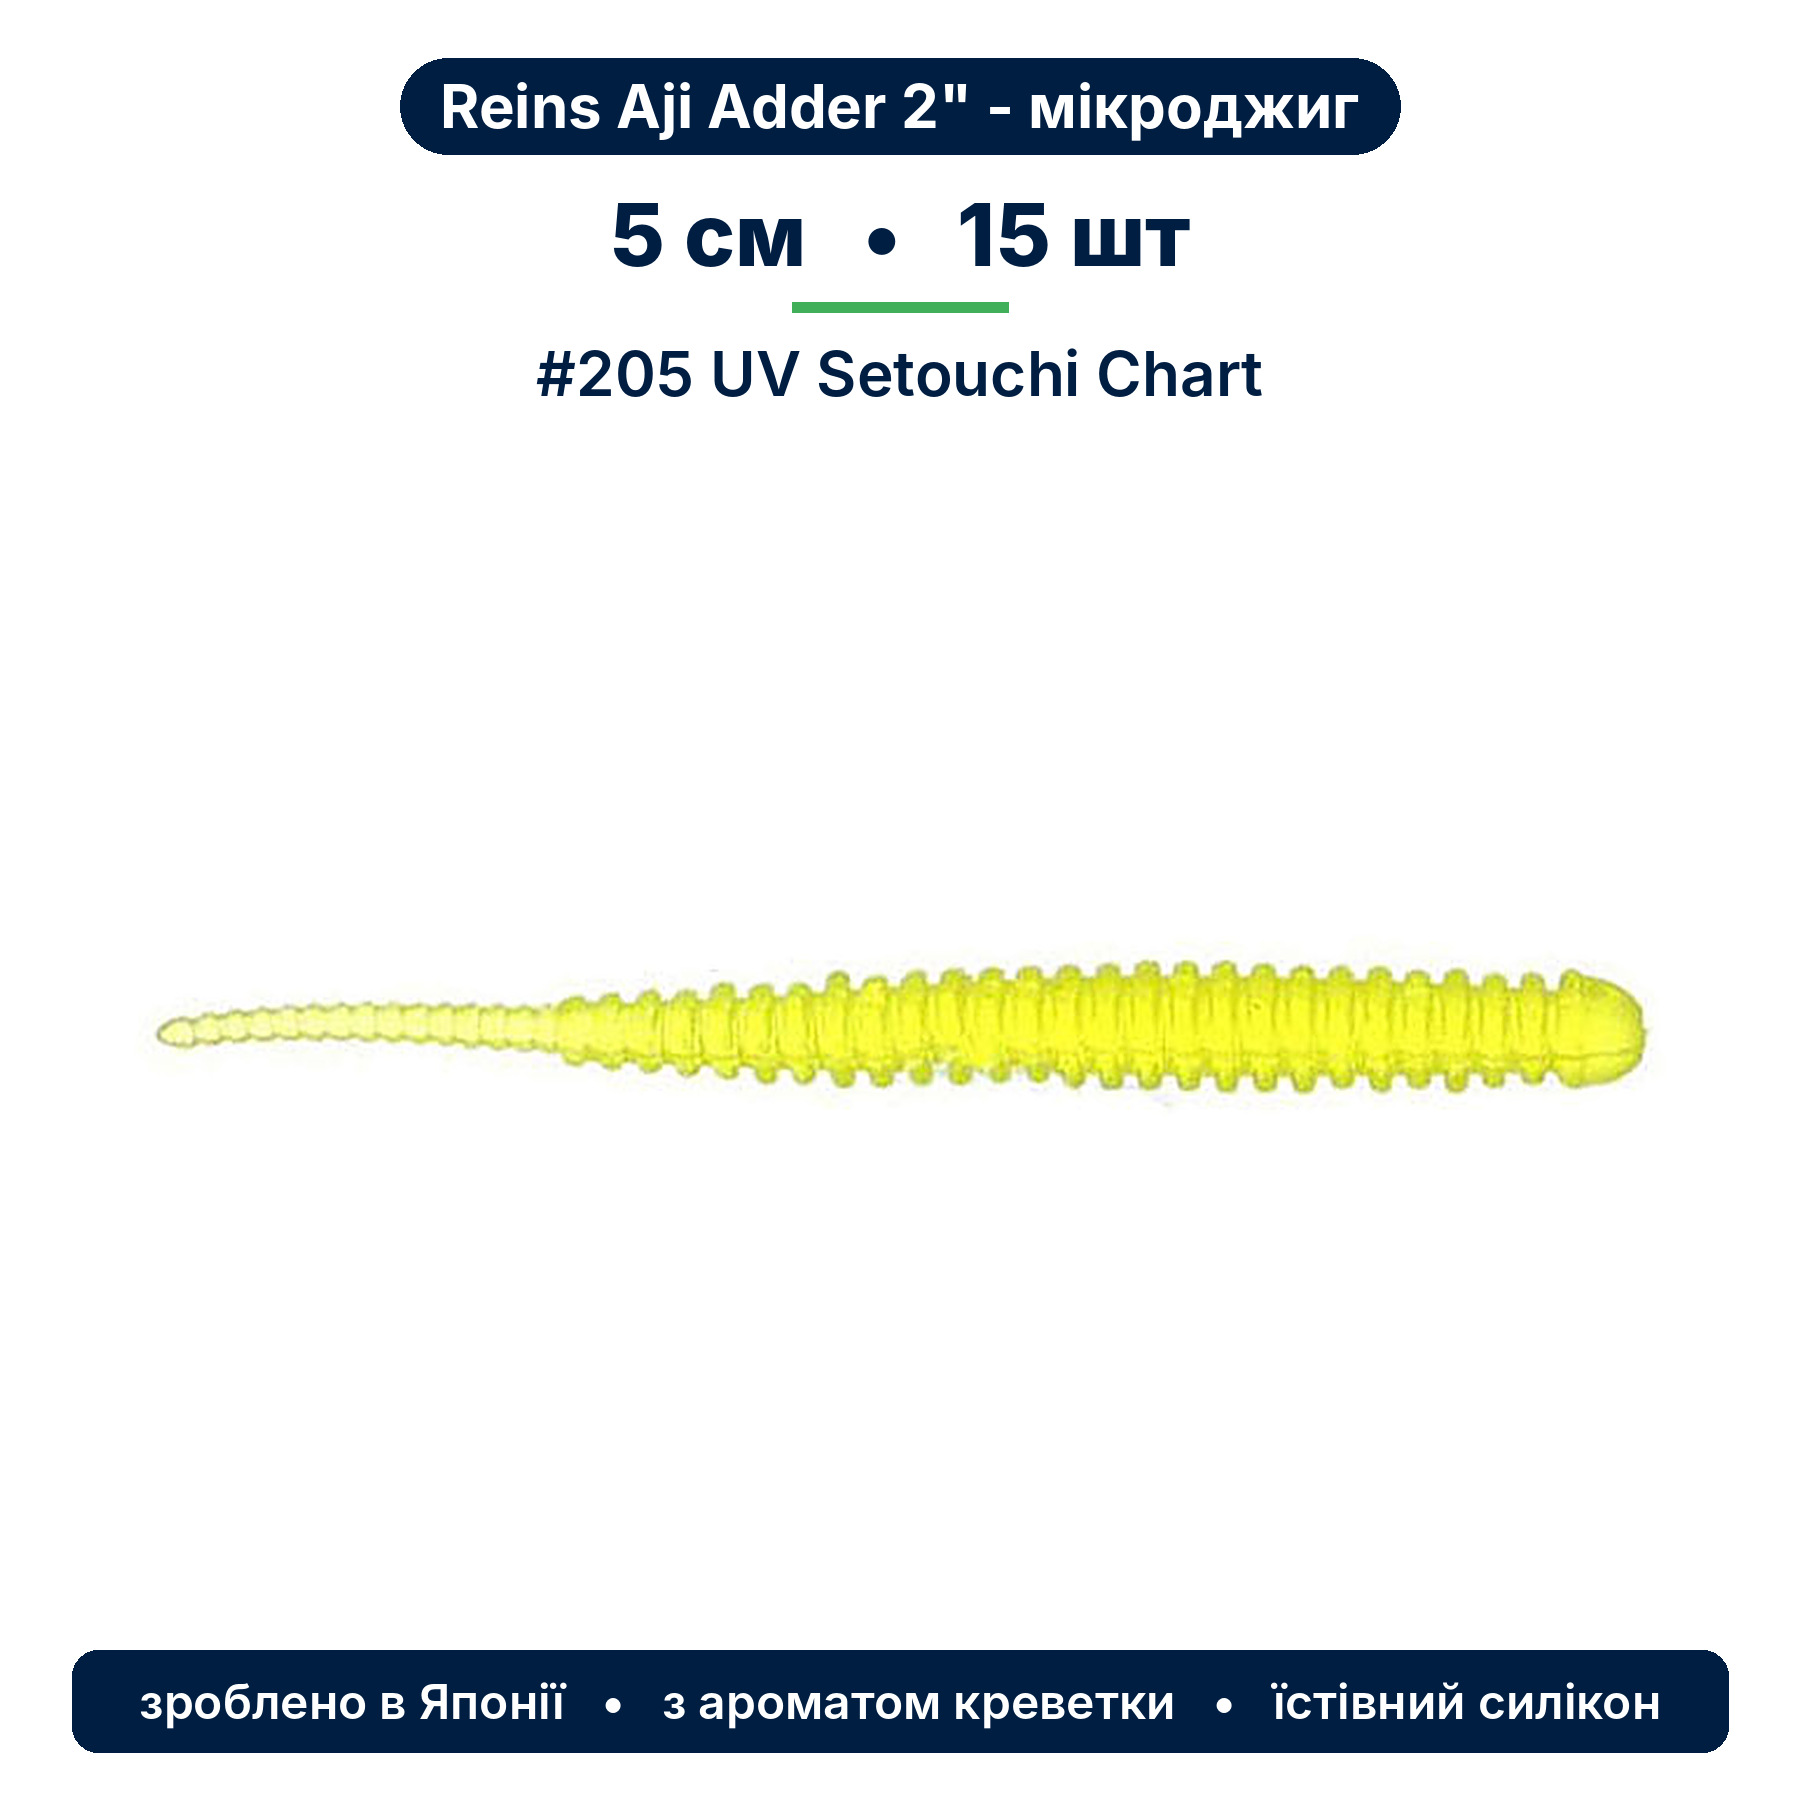 Reins Aji Adder 2" - мікроджиг
5 см • 15 шт
#205 UV Setouchi Chart
зроблено в Японії • з ароматом креветки • їстівний силікон